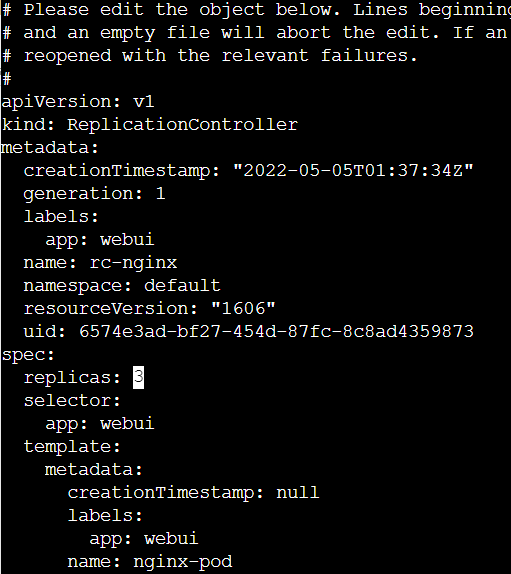 # Please edit the object below. Lines beginning
# and an empty file will abort the edit. If an
# reopened with the relevant failures.
#
apiVersion: v1
kind: ReplicationController
metadata:
  creationTimestamp: "2022-05-05T01:37:34Z"
  generation: 1
  labels:
    app: webui
  name: rc-nginx
  namespace: default
  resourceVersion: "1606"
  uid: 6574e3ad-bf27-454d-87fc-8c8ad4359873
spec:
  replicas: 3
  selector:
    app: webui
  template:
    metadata:
      creationTimestamp: null
      labels:
        app: webui
      name: nginx-pod